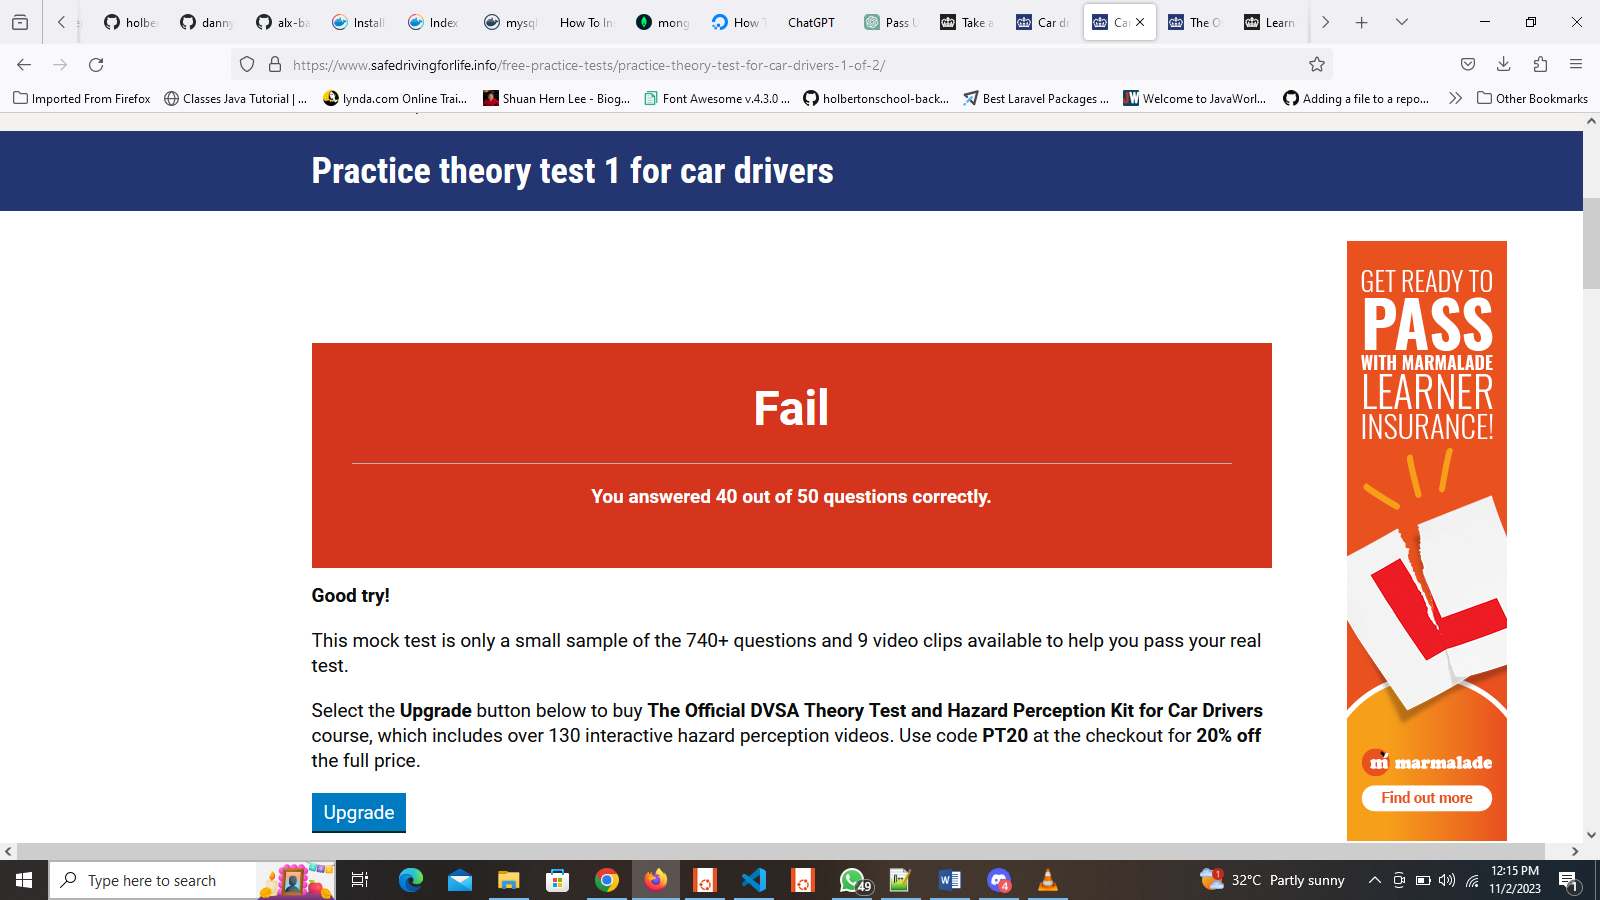 holbe
danny
alx-ba
Install
Index
mysql
How To In
mong
How T
ChatGPT
Pass U
Take a
Car dr
Car
The O
Learn
https://www.safedrivingforlife.info/free-practice-tests/practice-theory-test-for-car-drivers-1-of-2/
Imported From Firefox
Classes Java Tutorial | ...
lynda.com Online Trai...
Shuan Hern Lee - Biog...
Font Awesome v.4.3.0 ...
holbertonschool-back...
Best Laravel Packages ...
Welcome to JavaWorl...
Adding a file to a repo...
Other Bookmarks
Practice theory test 1 for car drivers
Fail
You answered 40 out of 50 questions correctly.
Good try!
This mock test is only a small sample of the 740+ questions and 9 video clips available to help you pass your real
test.
Select the Upgrade button below to buy The Official DVSA Theory Test and Hazard Perception Kit for Car Drivers
course, which includes over 130 interactive hazard perception videos. Use code PT20 at the checkout for 20% off
the full price.
Upgrade
GET READY TO
PASS
WITH MARMALADE
LEARNER
INSURANCE!
m marmalade
Find out more
Type here to search
49
4
1
32°C Partly sunny
12:15 PM
11/2/2023
1